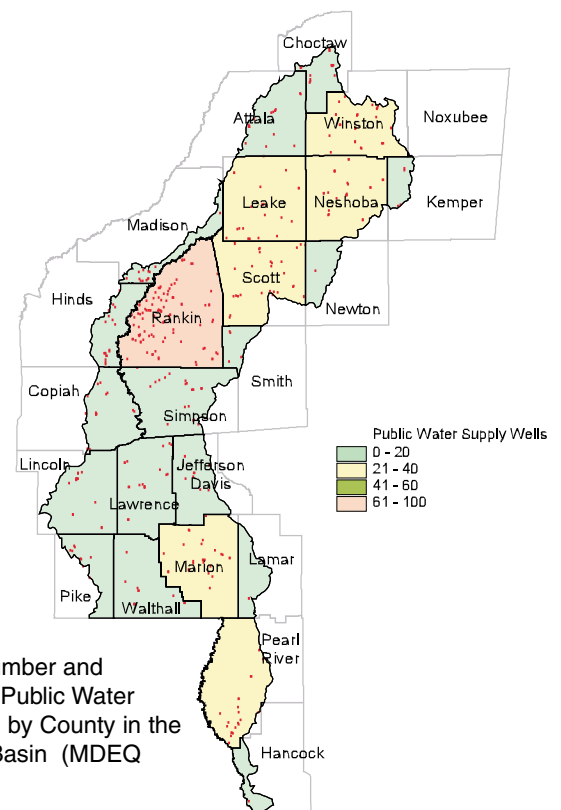 Choctaw
Attala
Winston
Noxubee
Leake
Neshoba
Kemper
Madison
Scott
Hinds
Rankin
Newton
Copiah
Smith
Simpson
Public Water Supply Wells
0 - 20
21 - 40
41 - 60
61 - 100
Lincoln
Jefferson
Davis
Lawrence
Marion
Lamar
Pike
Walthall
Pearl
River
Hancock
mber and
Public Water
by County in the
Basin (MDEQ